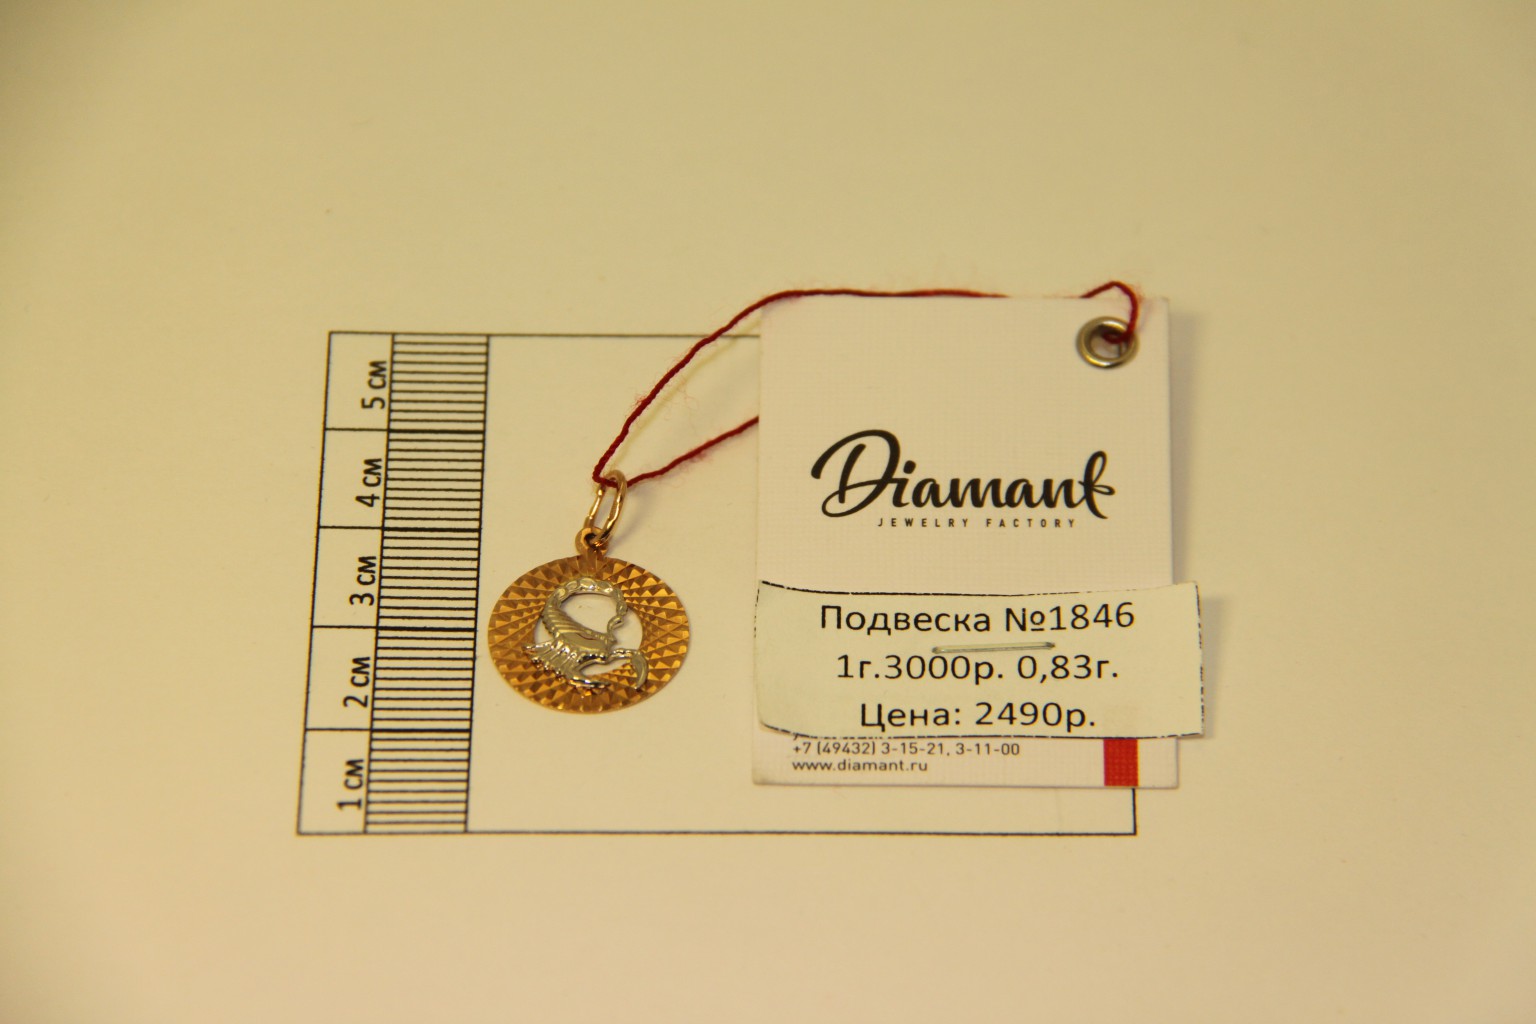 5 см
4 см
3 см
2 см
1 см
Diamant
JEWELRY FACTORY
Подвеска №1846
1г.3000р. 0,83г.
Цена: 2490р.
+7 (49432) 3-15-21, 3-11-00
www.diamant.ru